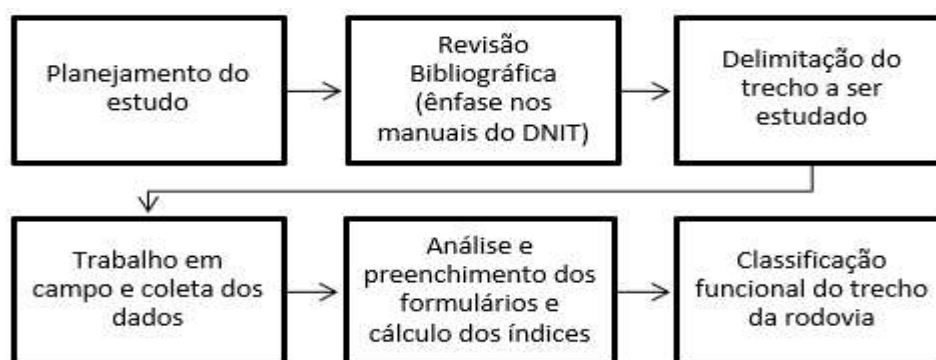 Planejamento do
estudo
Revisão
Bibliográfica
(ênfase nos
manuais do DNIT)
Delimitação do
trecho a ser
estudado
Trabalho em
campo e coleta dos
dados
Análise e
preenchimento dos
formulários e
cálculo dos índices
Classificação
funcional do trecho
da rodovia